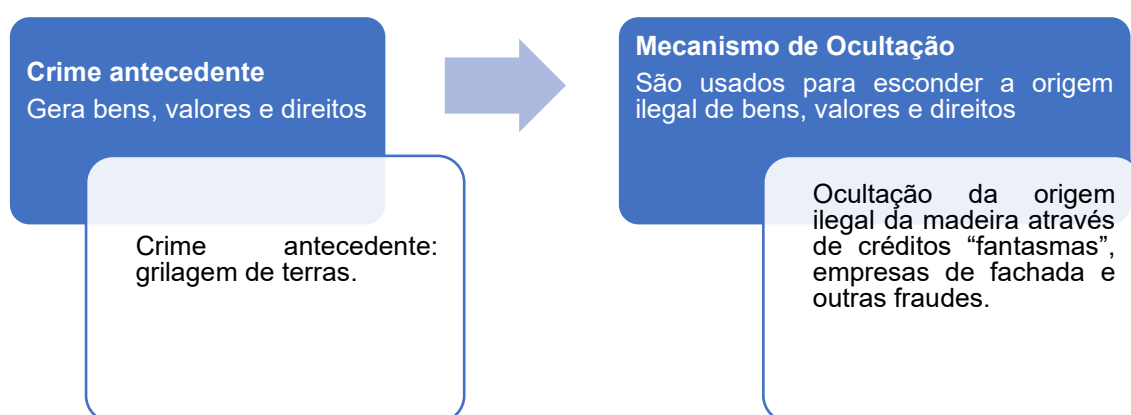 Crime antecedente
Gera bens, valores e direitos
Crime antecedente:
grilagem de terras.
Mecanismo de Ocultação
São usados para esconder a origem
ilegal de bens, valores e direitos
Ocultação da origem
ilegal da madeira através
de créditos “fantasmas”,
empresas de fachada e
outras fraudes.